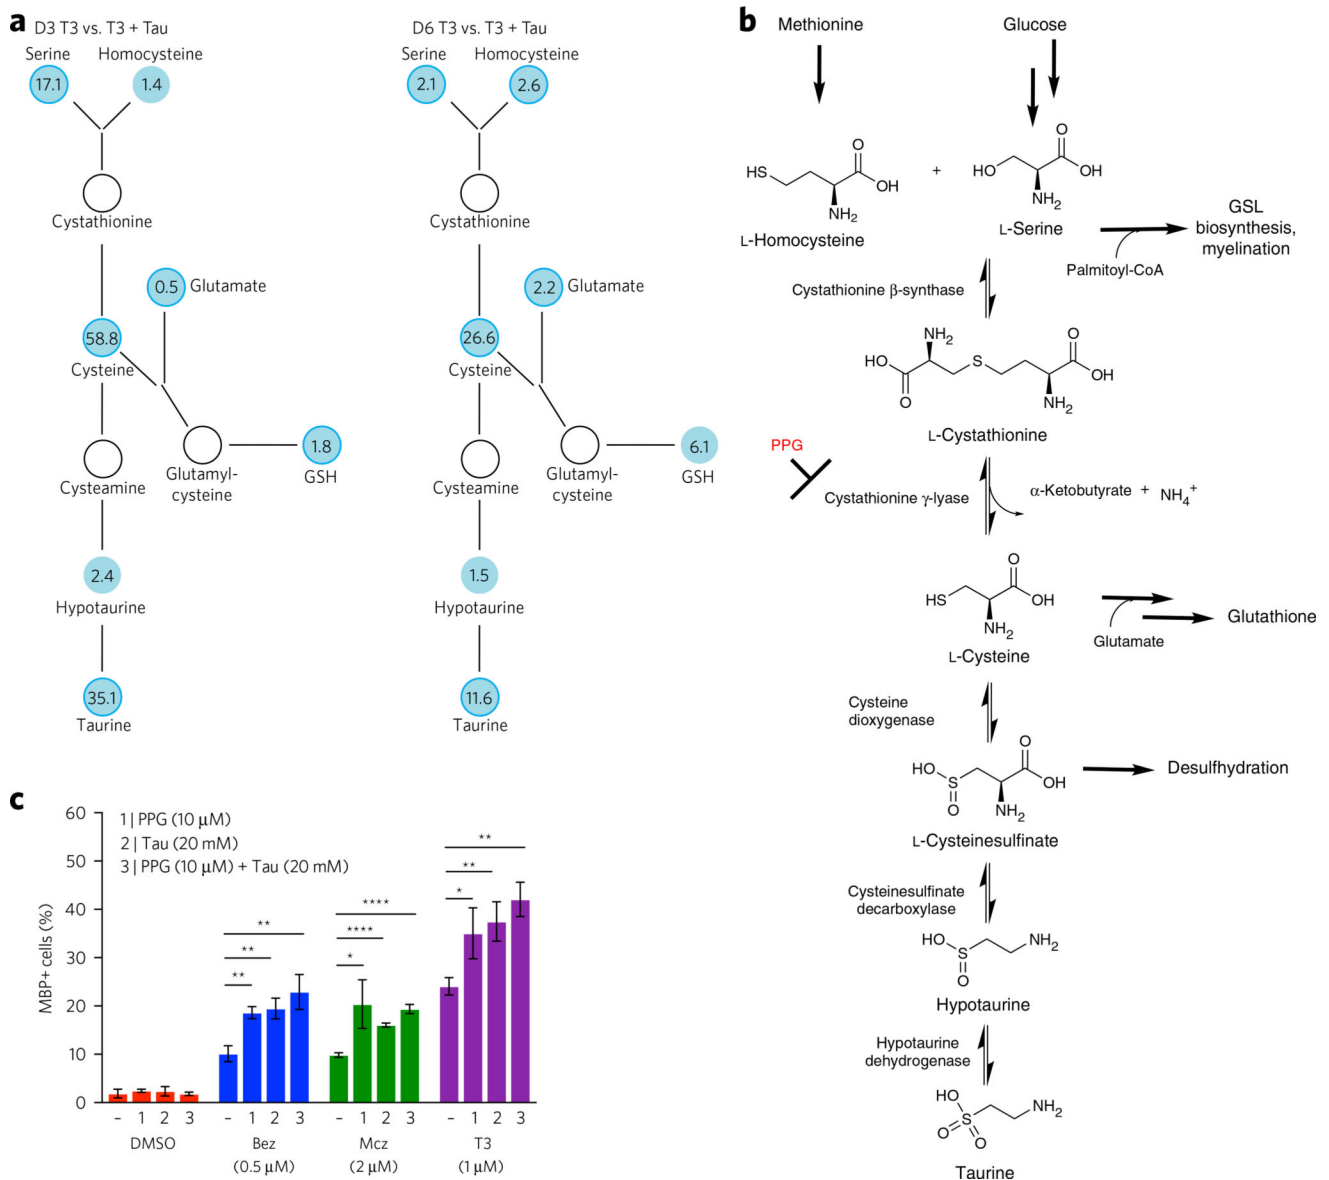 a
D3 T3 vs. T3 + Tau
Serine
Homocysteine
17.1
1.4
Cystathionine
0.5
Glutamate
58.8
Cysteine
1.8
Cysteamine
Glutamyl-
cysteine
GSH
2.4
Hypotaurine
35.1
Taurine
D6 T3 vs. T3 + Tau
Serine
Homocysteine
2.1
2.6
Cystathionine
2.2
Glutamate
26.6
Cysteine
6.1
Cysteamine
Glutamyl-
cysteine
GSH
1.5
Hypotaurine
11.6
Taurine
b
Methionine
Glucose
HS
O
OH
NH2
+
HO
O
OH
NH2
L-Homocysteine
L-Serine
GSL
biosynthesis,
myelination
Palmitoyl-CoA
Cystathionine β-synthase
NH2
HO
O
S
O
OH
NH2
L-Cystathionine
PPG
Cystathionine γ-lyase
α-Ketobutyrate + NH4+
HS
O
OH
NH2
L-Cysteine
Glutamate
Glutathione
Cysteine
dioxygenase
HO
S
O
O
OH
NH2
Desulfhydration
L-Cysteinesulfinate
Cysteinesulfinate
decarboxylase
HO
S
O
NH2
Hypotaurine
Hypotaurine
dehydrogenase
HO
S
O
O
NH2
Taurine
c
1 | PPG (10 μM)
2 | Tau (20 mM)
3 | PPG (10 μM) + Tau (20 mM)
MBP+ cells (%)
60
50
40
30
20
10
0
**
**
**
****
****
*
**
**
*
– 1 2 3
– 1 2 3
– 1 2 3
– 1 2 3
DMSO
Bez
(0.5 μM)
Mcz
(2 μM)
T3
(1 μM)